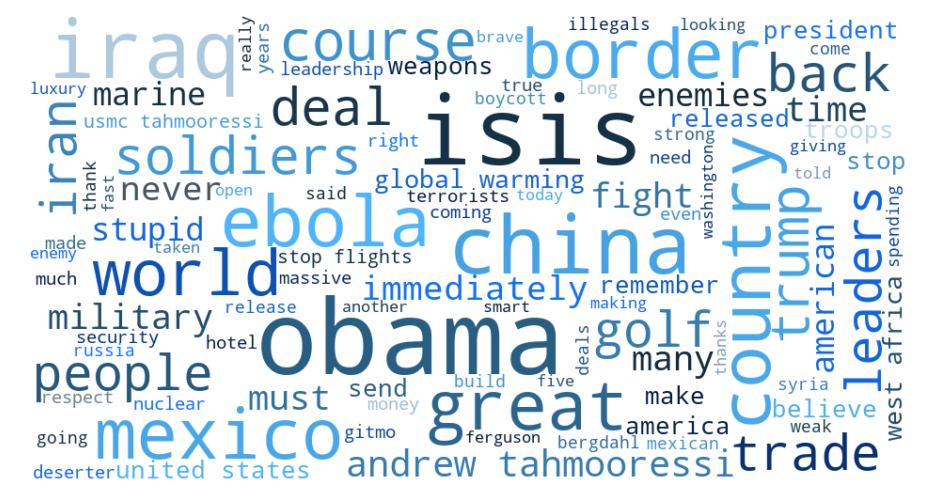 iraq
really
years
course
brave
border
illegals
looking
president
come
luxury
marine
leadership
weapons
true
boycott
long
enemies
back
time
iran
usmc tahmooressi
deal
isis
right
released
troops
strong
giving
soldiers
need
told
stop
thank
fast
never
open
said
global warming
terrorists
today
fight
even
washington
country
trump
leaders
spending
coming
ebola
stupid
made
taken
enemy
stop flights
china
american
much
world
massive
immediately
remember
release
another
smart
making
military
security
russia
hotel
obama
deals
golf
many
thanks
west africa
people
respect
nuclear
must
send
money
build
five
great
make
america
syria
believe
weak
going
mexico
gitmo
ferguson
bergdahl
mexican
trade
deserter
united states
andrew tahmooressi